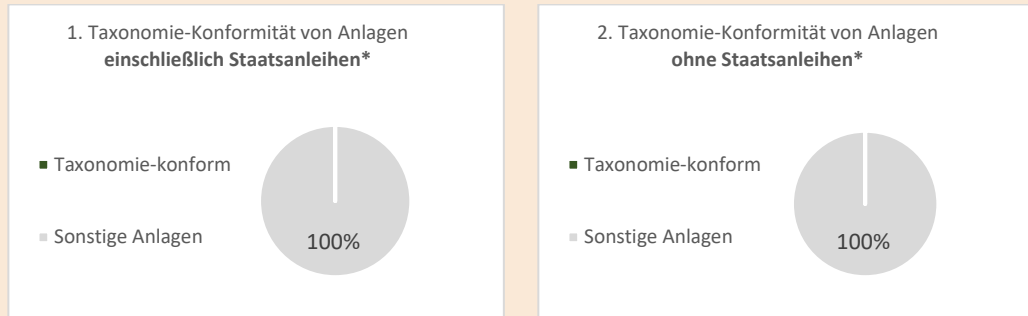 1. Taxonomie-Konformität von Anlagen
einschließlich Staatsanleihen*
Taxonomie-konform
Sonstige Anlagen
100%
2. Taxonomie-Konformität von Anlagen
ohne Staatsanleihen*
Taxonomie-konform
Sonstige Anlagen
100%